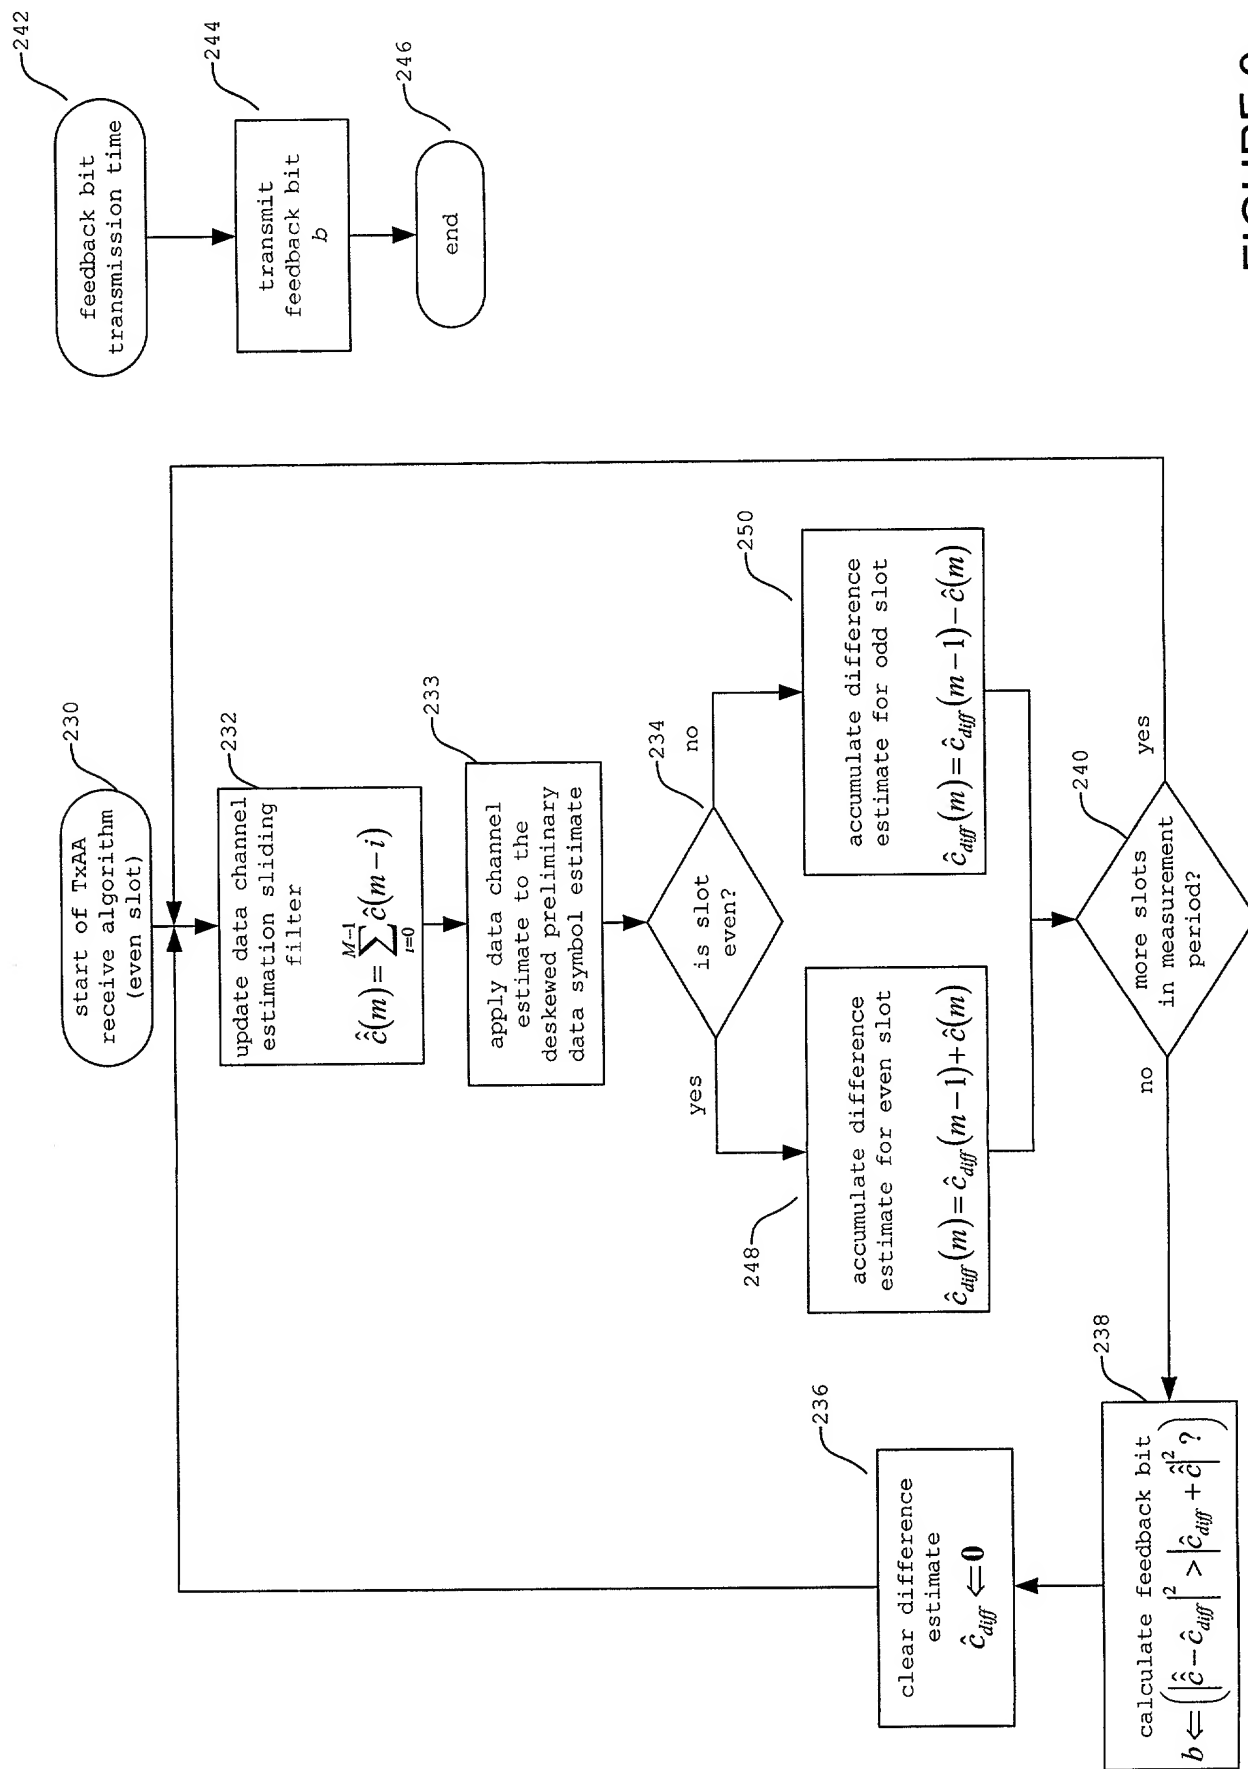 start of TxAA
receive algorithm
(even slot)
230
update data channel
estimation sliding
filter
ĉ(m) = ∑_{i=0}^{M−1} ĉ(m−i)
232
apply data channel
estimate to the
deskewed preliminary
data symbol estimate
233
is slot
even?
234
yes
no
accumulate difference
estimate for even slot
ĉ_diff(m) = ĉ_diff(m−1) + ĉ(m)
248
accumulate difference
estimate for odd slot
ĉ_diff(m) = ĉ_diff(m−1) − ĉ(m)
250
more slots
in measurement
period?
240
no
yes
calculate feedback bit
b ⇐ (|ĉ − ĉ_diff|² > |ĉ_diff + ĉ|² ?)
238
clear difference
estimate
ĉ_diff ⇐ 0
236
feedback bit
transmission time
242
transmit
feedback bit
b
244
end
246
FIGURE